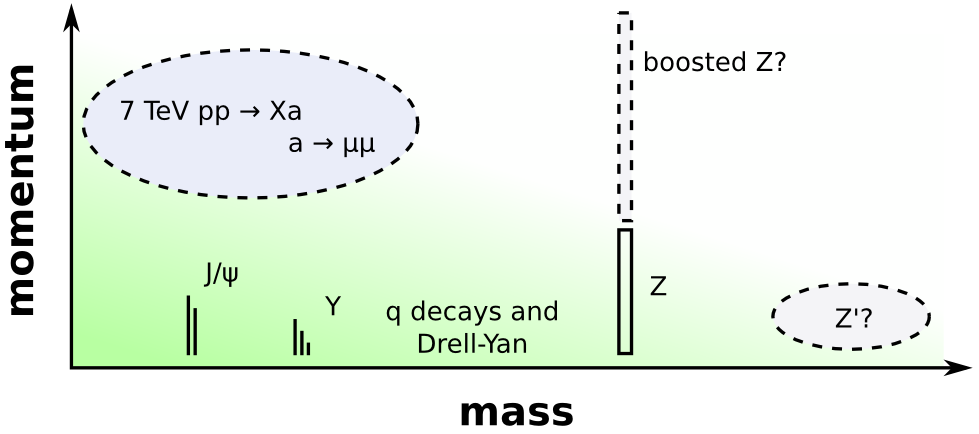 boosted Z?
7 TeV pp → Xa
a → μμ
momentum
J/ψ
Y
q decays and
Drell-Yan
Z
Z'?
mass